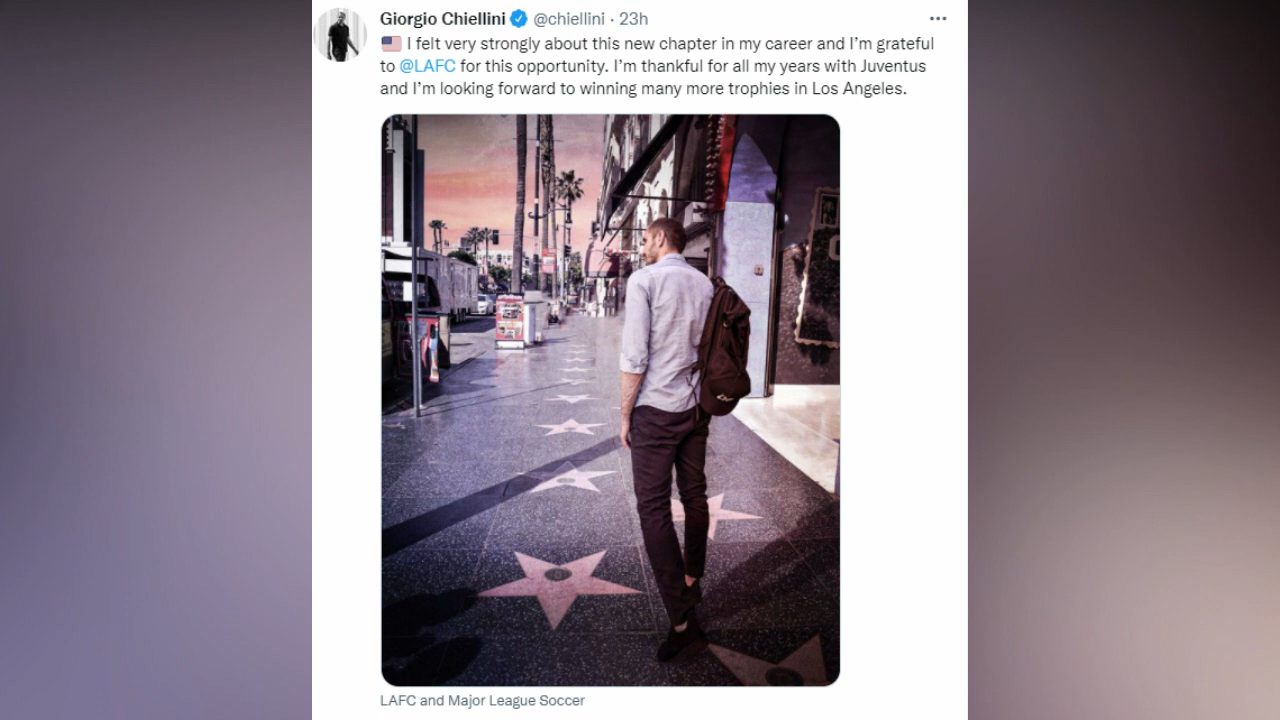 Giorgio Chiellini @chiellini · 23h
🇺🇸 I felt very strongly about this new chapter in my career and I’m grateful
to @LAFC for this opportunity. I’m thankful for all my years with Juventus
and I’m looking forward to winning many more trophies in Los Angeles.
LAFC and Major League Soccer